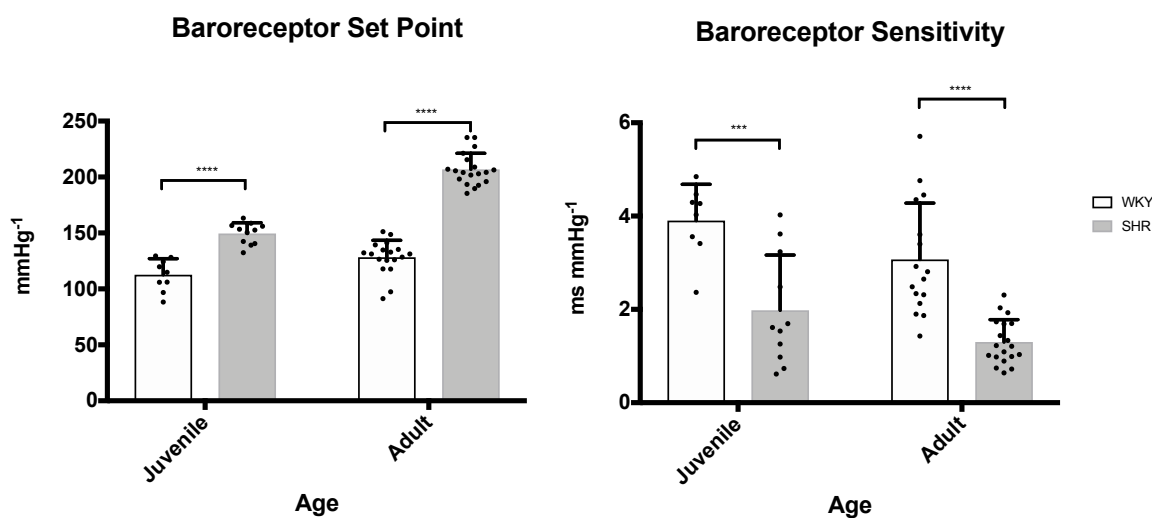 Baroreceptor Set Point
mmHg⁻¹
250
200
150
100
50
0
****
****
Juvenile
Adult
Age
Baroreceptor Sensitivity
ms mmHg⁻¹
6
4
2
0
***
****
Juvenile
Adult
Age
WKY
SHR